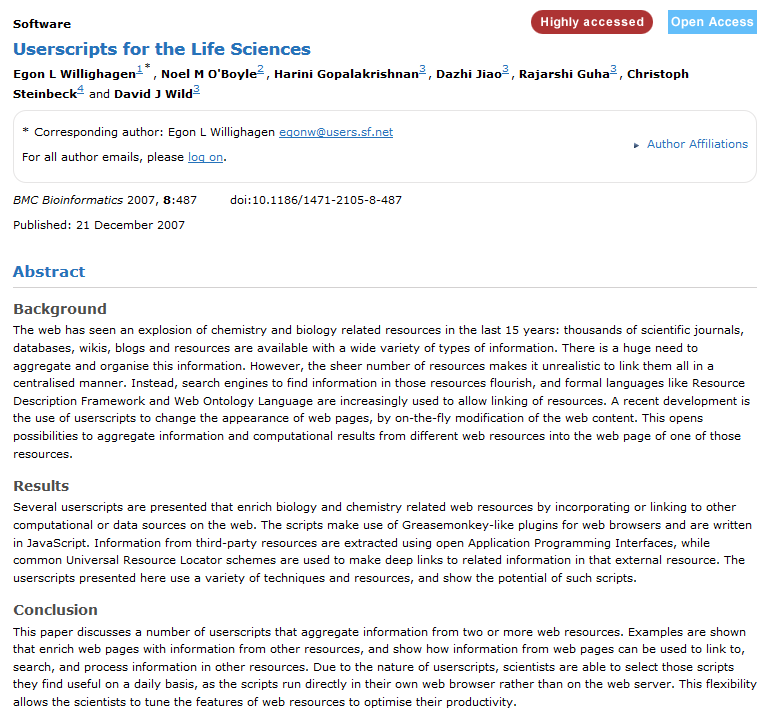 Software
Highly accessed
Open Access
Userscripts for the Life Sciences
Egon L Willighagen1*, Noel M O'Boyle2, Harini Gopalakrishnan3, Dazhi Jiao3, Rajarshi Guha3, Christoph
Steinbeck4 and David J Wild3
* Corresponding author: Egon L Willighagen egonw@users.sf.net
For all author emails, please log on.
Author Affiliations
BMC Bioinformatics 2007, 8:487 doi:10.1186/1471-2105-8-487
Published: 21 December 2007
Abstract
Background
The web has seen an explosion of chemistry and biology related resources in the last 15 years: thousands of scientific journals,
databases, wikis, blogs and resources are available with a wide variety of types of information. There is a huge need to
aggregate and organise this information. However, the sheer number of resources makes it unrealistic to link them all in a
centralised manner. Instead, search engines to find information in those resources flourish, and formal languages like Resource
Description Framework and Web Ontology Language are increasingly used to allow linking of resources. A recent development is
the use of userscripts to change the appearance of web pages, by on-the-fly modification of the web content. This opens
possibilities to aggregate information and computational results from different web resources into the web page of one of those
resources.
Results
Several userscripts are presented that enrich biology and chemistry related web resources by incorporating or linking to other
computational or data sources on the web. The scripts make use of Greasemonkey-like plugins for web browsers and are written
in JavaScript. Information from third-party resources are extracted using open Application Programming Interfaces, while
common Universal Resource Locator schemes are used to make deep links to related information in that external resource. The
userscripts presented here use a variety of techniques and resources, and show the potential of such scripts.
Conclusion
This paper discusses a number of userscripts that aggregate information from two or more web resources. Examples are shown
that enrich web pages with information from other resources, and show how information from web pages can be used to link to,
search, and process information in other resources. Due to the nature of userscripts, scientists are able to select those scripts
they find useful on a daily basis, as the scripts run directly in their own web browser rather than on the web server. This flexibility
allows the scientists to tune the features of web resources to optimise their productivity.